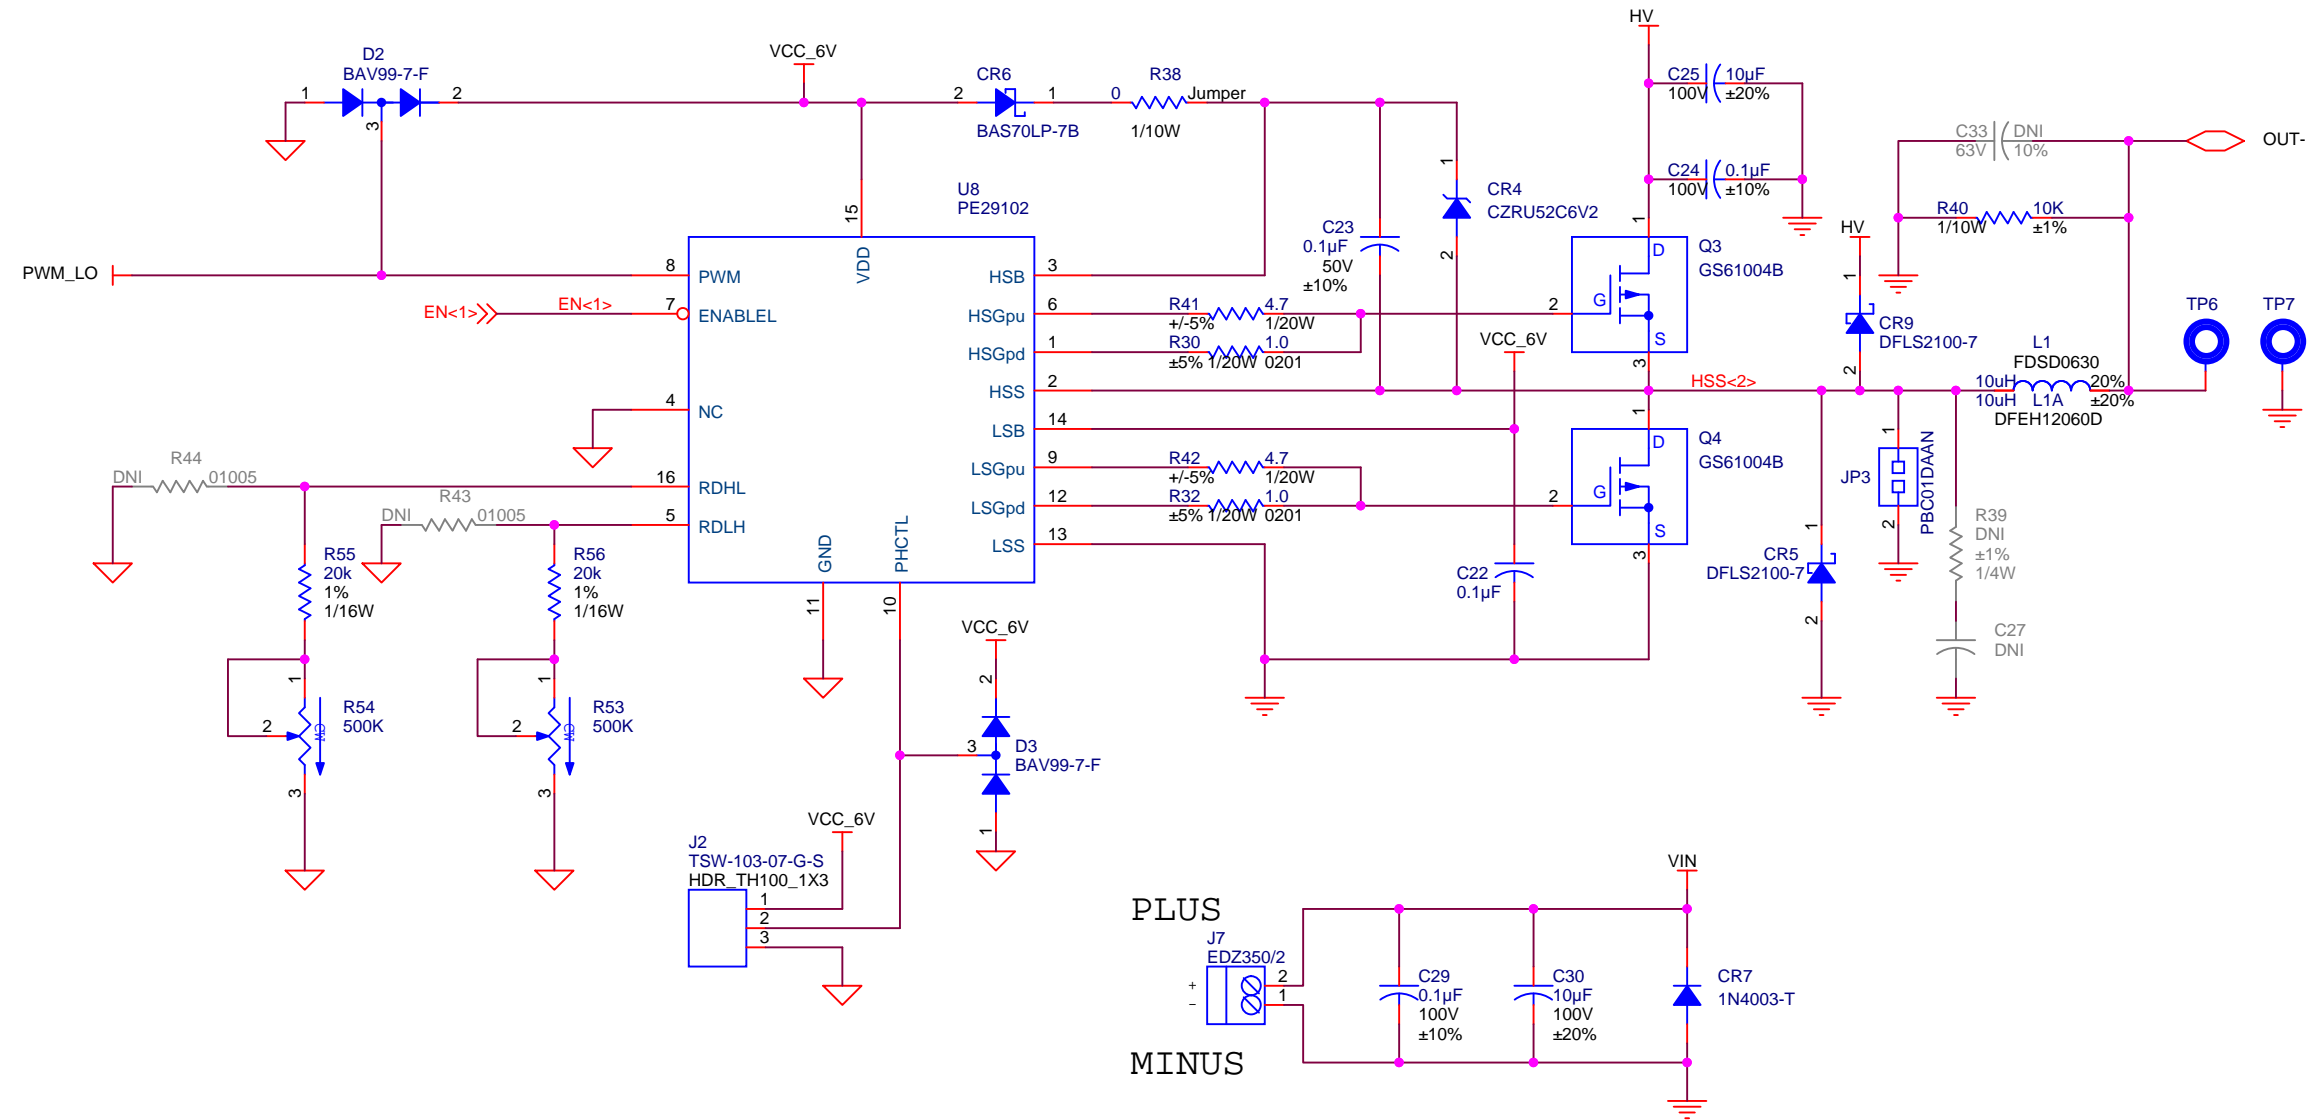 HV
D2
BAV99-7-F
1
2
3
VCC_6V
CR6
2
1
BAS70LP-7B
R38
0
Jumper
1/10W
C25
10µF
100V
±20%
C24
0.1µF
100V
±10%
C33
DNI
63V
10%
OUT-
R40
10K
1/10W
±1%
U8
PE29102
15
VDD
PWM_LO
8
PWM
EN<1>
EN<1>
7
ENABLEL
4
NC
16
RDHL
5
RDLH
GND
11
PHCTL
10
HSB
3
HSGpu
6
HSGpd
1
HSS
2
LSB
14
LSGpu
9
LSGpd
12
LSS
13
C23
0.1µF
50V
±10%
1
CR4
CZRU52C6V2
2
R41
4.7
+/-5%
1/20W
R30
1.0
±5%
1/20W
0201
VCC_6V
R42
4.7
+/-5%
1/20W
R32
1.0
±5%
1/20W
0201
C22
0.1µF
1
Q3
GS61004B
D
G
S
2
3
1
Q4
GS61004B
D
G
S
2
3
HSS<2>
HV
1
CR9
DFLS2100-7
2
L1
FDSD0630
10uH
20%
10uH
L1A
±20%
DFEH12060D
TP6
TP7
JP3
1
2
PBC01DAAN
1
CR5
DFLS2100-7
2
R39
DNI
±1%
1/4W
C27
DNI
R44
DNI
01005
R43
DNI
01005
R55
20k
1%
1/16W
R56
20k
1%
1/16W
1
2
3
CW
R54
500K
1
2
3
CW
R53
500K
VCC_6V
2
3
1
D3
BAV99-7-F
VCC_6V
J2
TSW-103-07-G-S
HDR_TH100_1X3
1
2
3
VIN
PLUS
J7
EDZ350/2
+
−
2
1
MINUS
C29
0.1µF
100V
±10%
C30
10µF
100V
±20%
CR7
1N4003-T